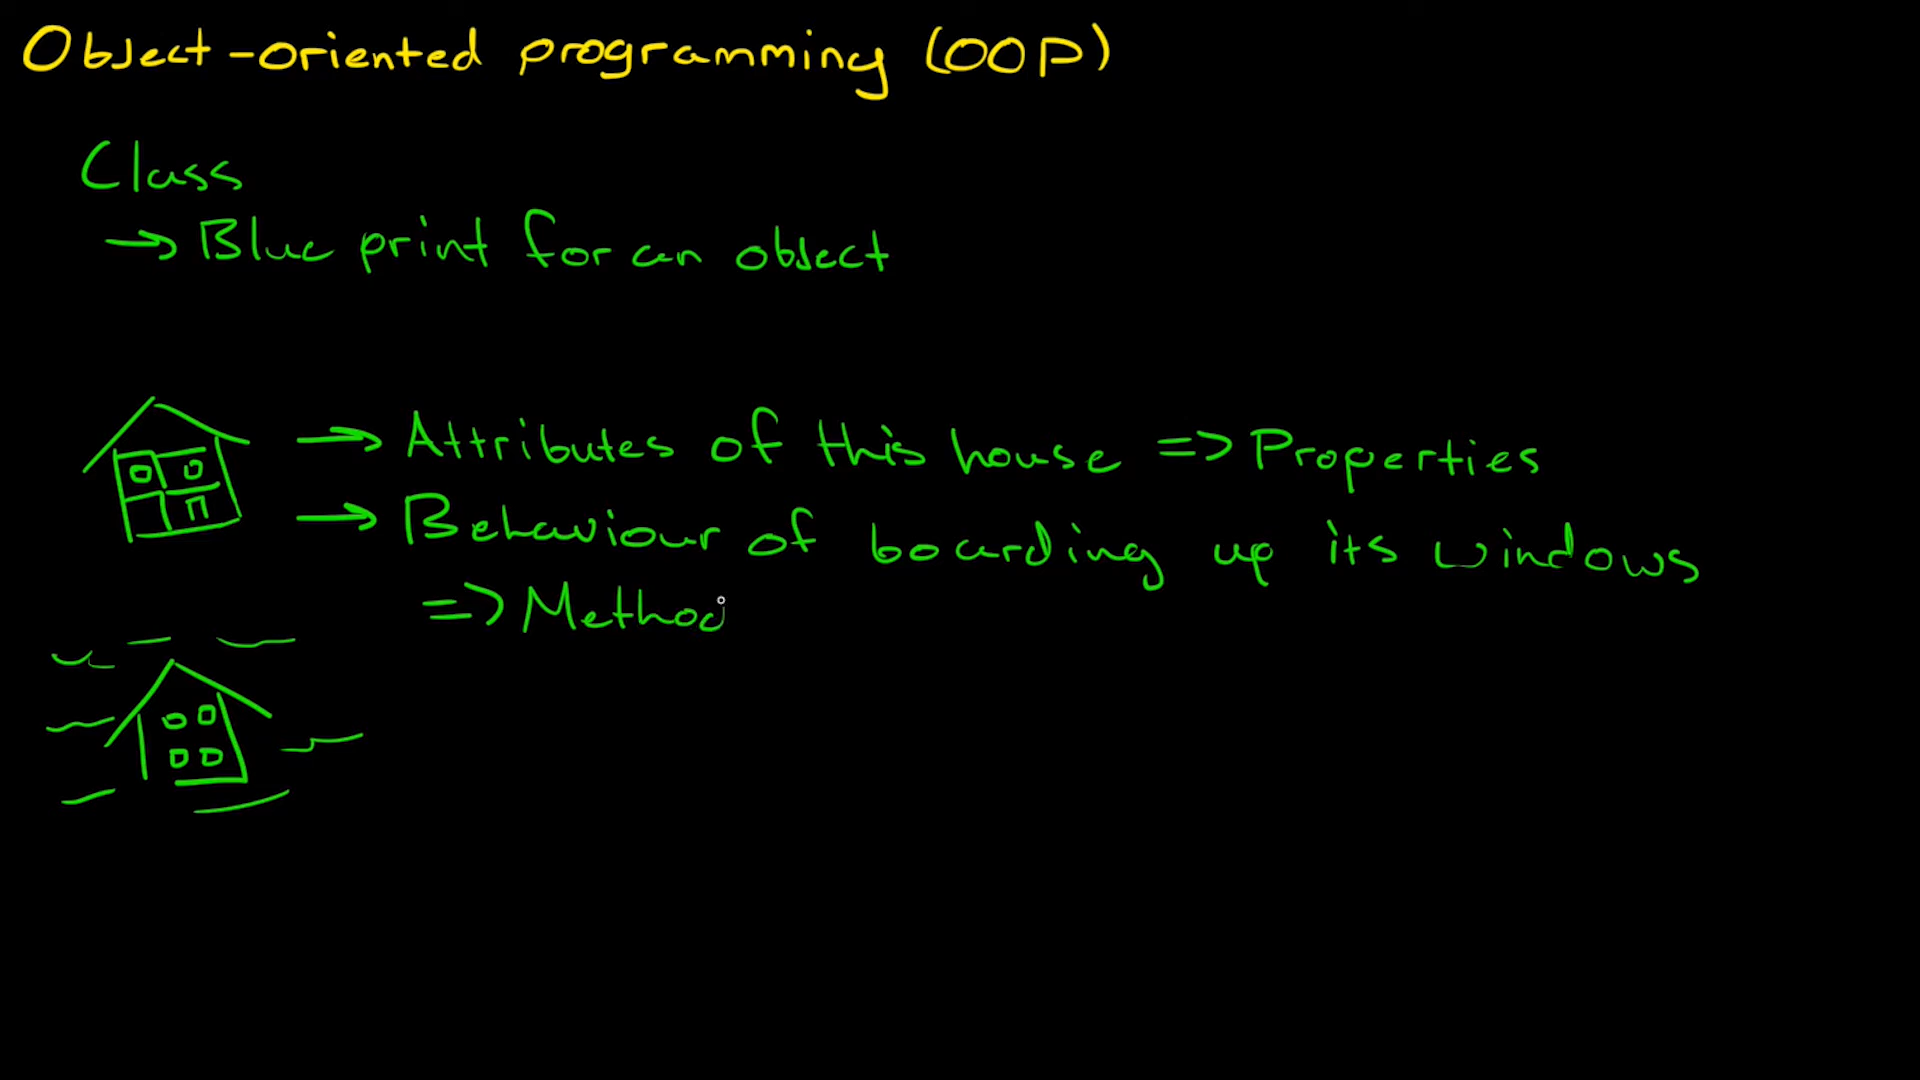 Object-oriented programming (OOP)
Class
→ Blue print for an object
→ Attributes of this house => Properties
→ Behaviour of boarding up its windows
=> Method